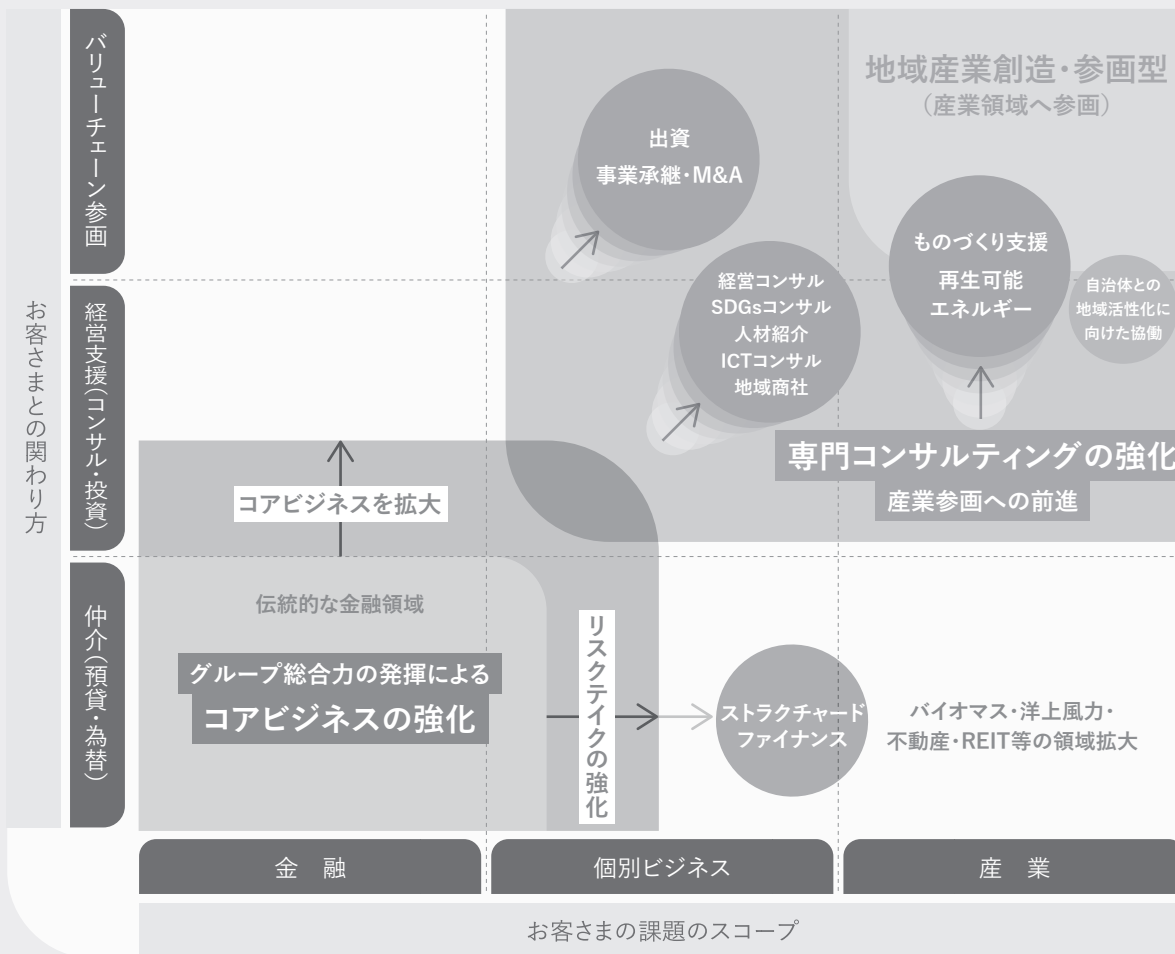 お客さまとの関わり方
バリューチェーン参画
経営支援(コンサル・投資)
仲介(預貸・為替)
地域産業創造・参画型
(産業領域へ参画)
出資
事業承継・M&A
経営コンサル
SDGsコンサル
人材紹介
ICTコンサル
地域商社
ものづくり支援
再生可能
エネルギー
自治体との
地域活性化に
向けた協働
専門コンサルティングの強化
産業参画への前進
コアビジネスを拡大
伝統的な金融領域
グループ総合力の発揮による
コアビジネスの強化
リスクテイクの強化
ストラクチャード
ファイナンス
バイオマス・洋上風力・
不動産・REIT等の領域拡大
金 融
個別ビジネス
産 業
お客さまの課題のスコープ